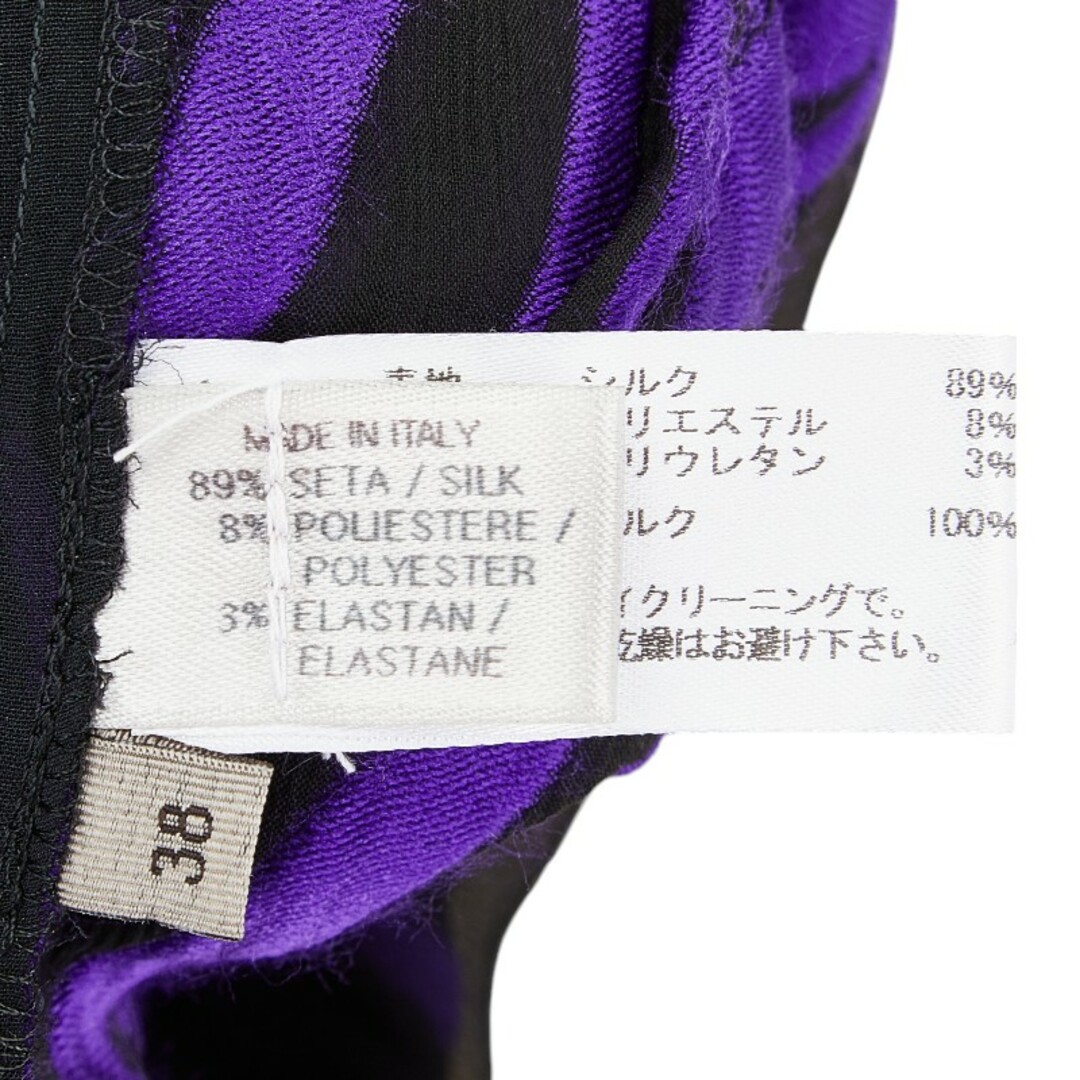 MADE IN ITALY
89% SETA / SILK
8% POLIESTERE /
POLYESTER
3% ELASTAN /
ELASTANE
表地 シルク 89%
リエステル 8%
リウレタン 3%
ルク 100%
イクリーニングで。
乾燥はお避け下さい。
38